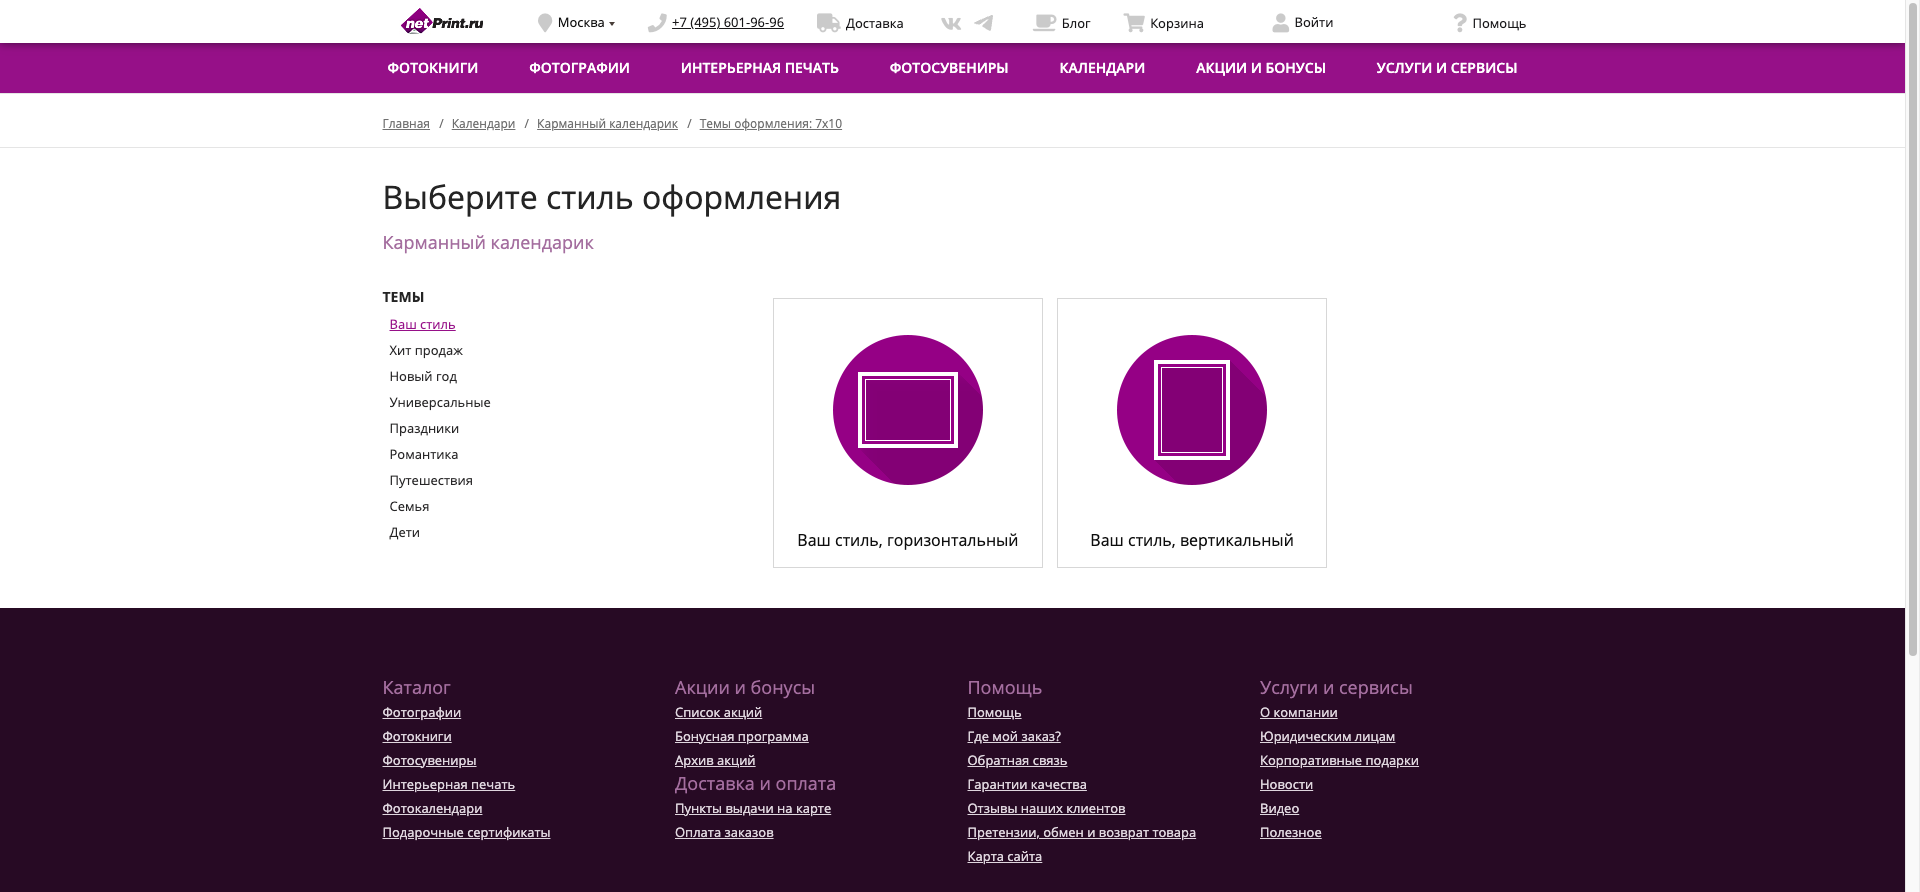 netPrint.ru Москва +7 (495) 601-96-96 Доставка Блог Корзина Войти Помощь
ФОТОКНИГИ ФОТОГРАФИИ ИНТЕРЬЕРНАЯ ПЕЧАТЬ ФОТОСУВЕНИРЫ КАЛЕНДАРИ АКЦИИ И БОНУСЫ УСЛУГИ И СЕРВИСЫ
Главная / Календари / Карманный календарик / Темы оформления: 7x10
Выберите стиль оформления
Карманный календарик
ТЕМЫ
Ваш стиль
Хит продаж
Новый год
Универсальные
Праздники
Романтика
Путешествия
Семья
Дети
Ваш стиль, горизонтальный
Ваш стиль, вертикальный
Каталог
Фотографии
Фотокниги
Фотосувениры
Интерьерная печать
Фотокалендари
Подарочные сертификаты
Акции и бонусы
Список акций
Бонусная программа
Архив акций
Доставка и оплата
Пункты выдачи на карте
Оплата заказов
Помощь
Помощь
Где мой заказ?
Обратная связь
Гарантии качества
Отзывы наших клиентов
Претензии, обмен и возврат товара
Карта сайта
Услуги и сервисы
О компании
Юридическим лицам
Корпоративные подарки
Новости
Видео
Полезное